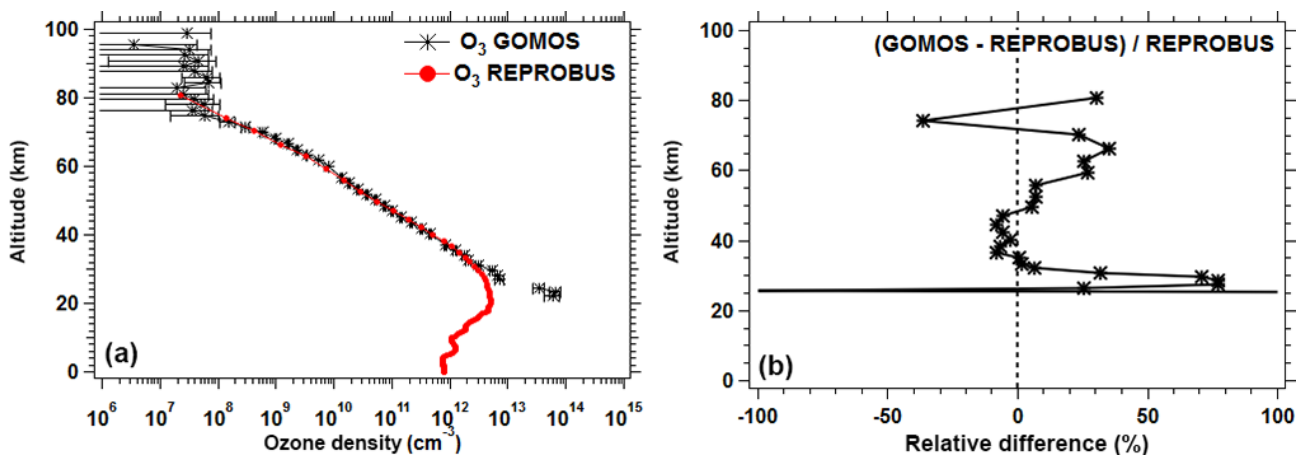 O3 GOMOS
O3 REPROBUS
Altitude (km)
100
80
60
40
20
0
(a)
10^6 10^7 10^8 10^9 10^10 10^11 10^12 10^13 10^14 10^15
Ozone density (cm^-3)
(GOMOS - REPROBUS) / REPROBUS
Altitude (km)
100
80
60
40
20
0
(b)
-100 -50 0 50 100
Relative difference (%)